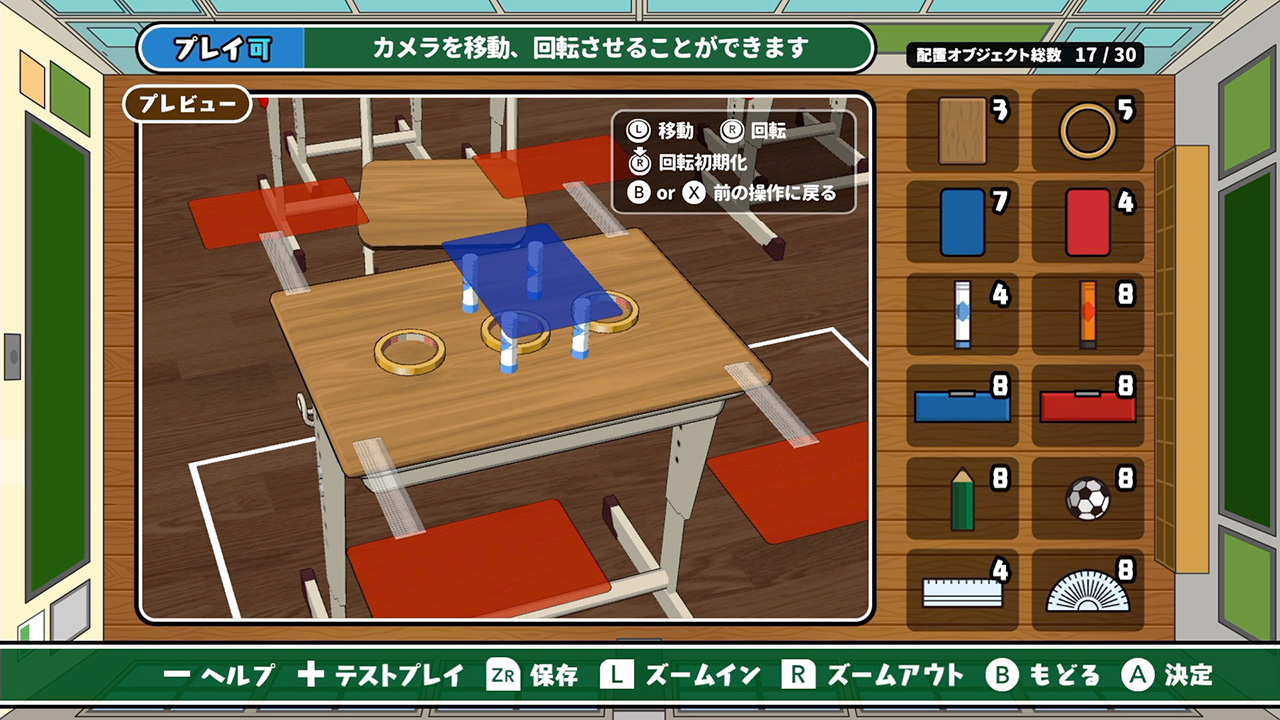 プレイ可
カメラを移動、回転させることができます
配置オブジェクト総数 17 / 30
プレビュー
L 移動 R 回転
R 回転初期化
B or X 前の操作に戻る
3 5
7 4
4 8
8 8
8 8
4 8
− ヘルプ + テストプレイ ZR 保存 L ズームイン R ズームアウト B もどる A 決定